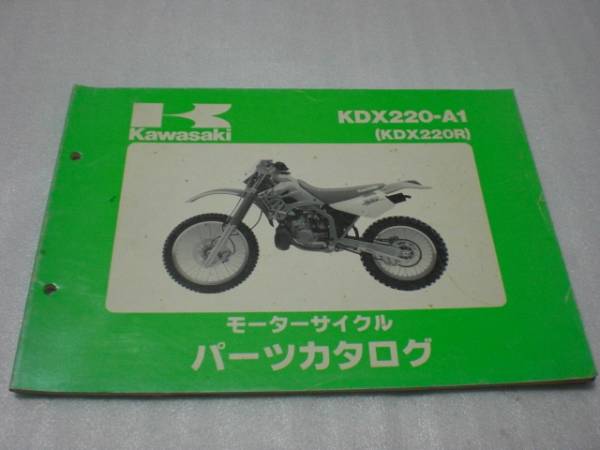 Kawasaki
KDX220-A1
(KDX220R)
モーターサイクル
パーツカタログ